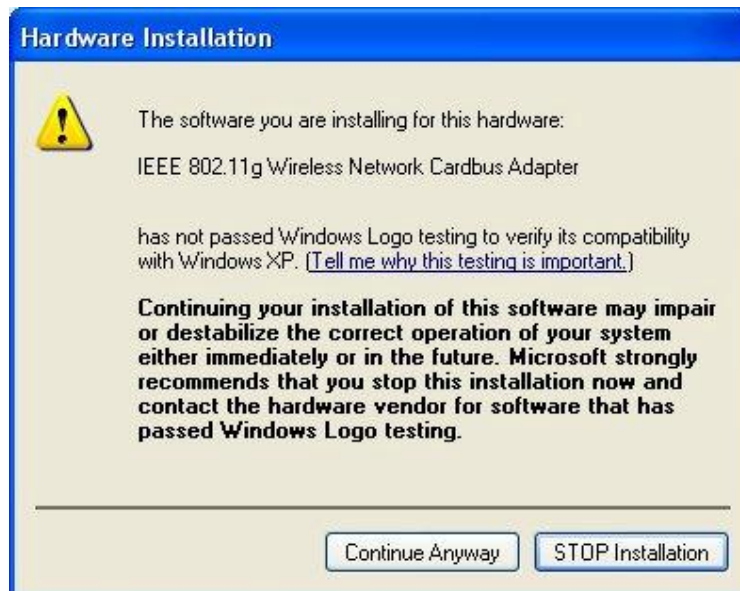 Hardware Installation
The software you are installing for this hardware:
IEEE 802.11g Wireless Network Cardbus Adapter
has not passed Windows Logo testing to verify its compatibility
with Windows XP. (Tell me why this testing is important.)
Continuing your installation of this software may impair
or destabilize the correct operation of your system
either immediately or in the future. Microsoft strongly
recommends that you stop this installation now and
contact the hardware vendor for software that has
passed Windows Logo testing.
Continue Anyway STOP Installation